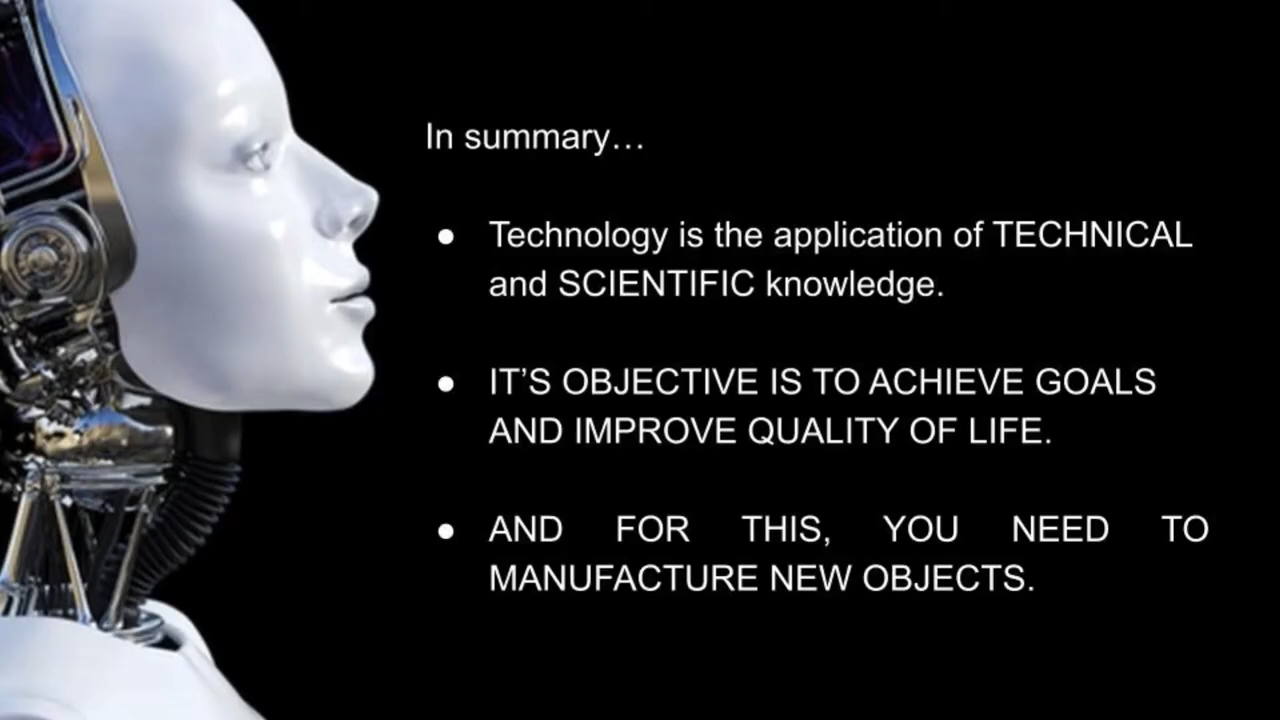 In summary…
● Technology is the application of TECHNICAL
and SCIENTIFIC knowledge.
● IT’S OBJECTIVE IS TO ACHIEVE GOALS
AND IMPROVE QUALITY OF LIFE.
● AND FOR THIS, YOU NEED TO
MANUFACTURE NEW OBJECTS.